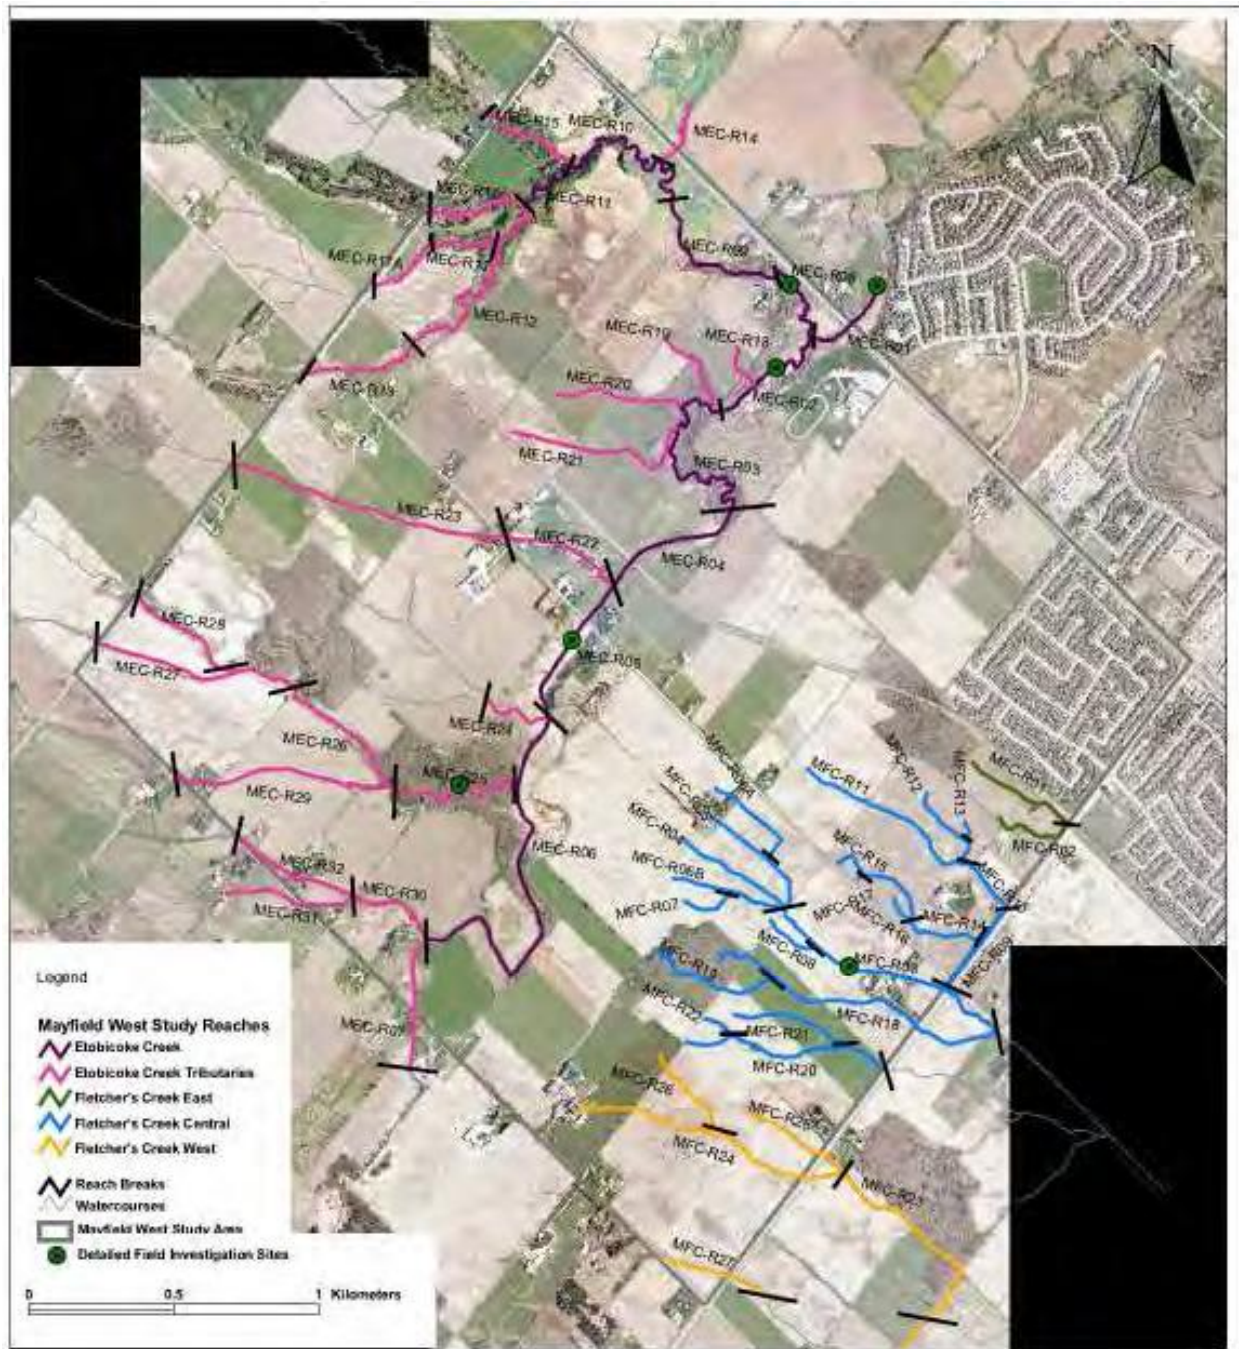 N
MEC-R15
MEC-R10
MEC-R14
MEC-R11
MEC-R17A
MEC-R09
MEC-R12
MEC-R19
MEC-R18
MEC-R01
MEC-R20
MEC-R02
MEC-R21
MEC-R03
MEC-R23
MEC-R22
MEC-R04
MEC-R28
MEC-R27
MEC-R05
MEC-R24
MEC-R26
MEC-R25
MEC-R29
MEC-R06
MEC-R32
MEC-R30
MEC-R31
MEC-R07
MFC-R11
MFC-R12
MFC-R13
MFC-R01
MFC-R02
MFC-R04
MFC-R05B
MFC-R07
MFC-R15
MFC-R14
MFC-R16
MFC-R08
MFC-R09
MFC-R18
MFC-R22
MFC-R21
MFC-R20
MFC-R26
MFC-R24
MFC-R27
Legend
Mayfield West Study Reaches
Etobicoke Creek
Etobicoke Creek Tributaries
Fletcher's Creek East
Fletcher's Creek Central
Fletcher's Creek West
Reach Breaks
Watercourses
Mayfield West Study Area
Detailed Field Investigation Sites
0 0.5 1 Kilometers